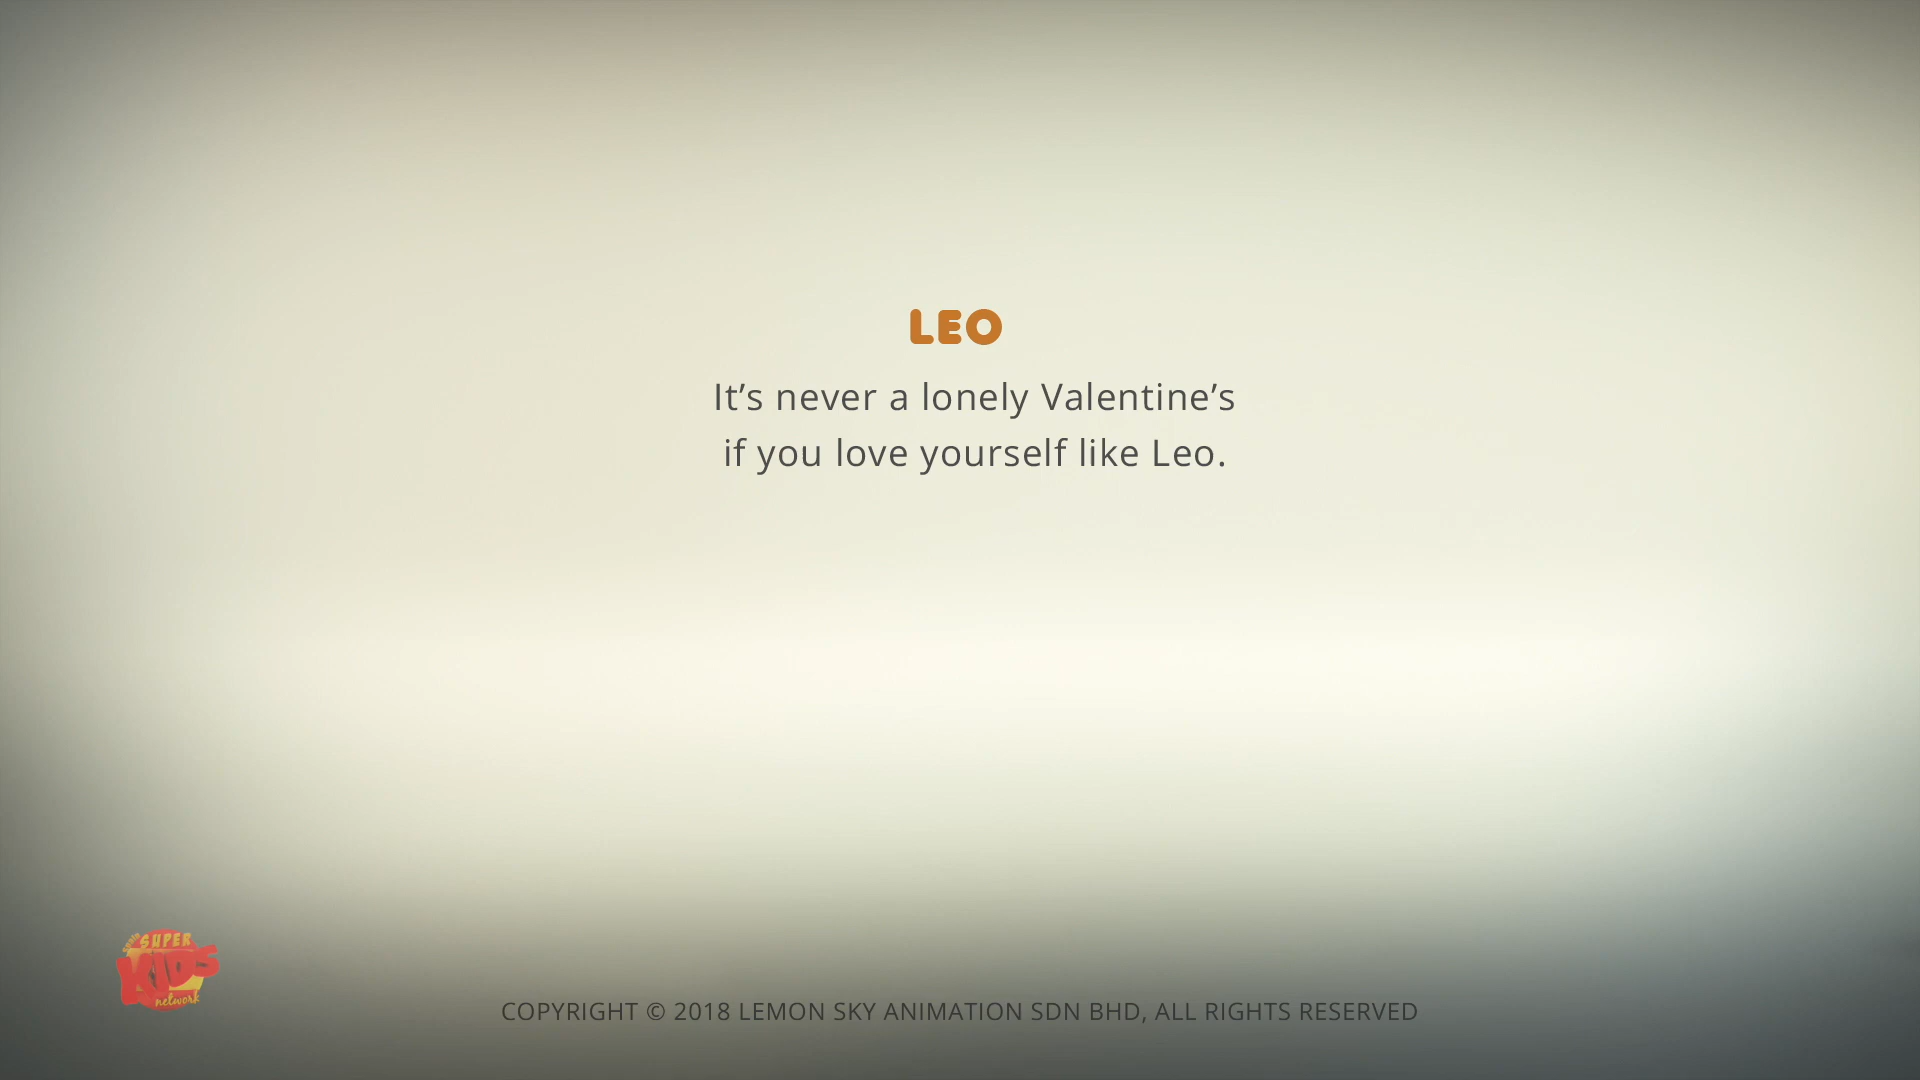 LEO
It’s never a lonely Valentine’s
if you love yourself like Leo.
SUPER
KIDS
network
COPYRIGHT © 2018 LEMON SKY ANIMATION SDN BHD, ALL RIGHTS RESERVED